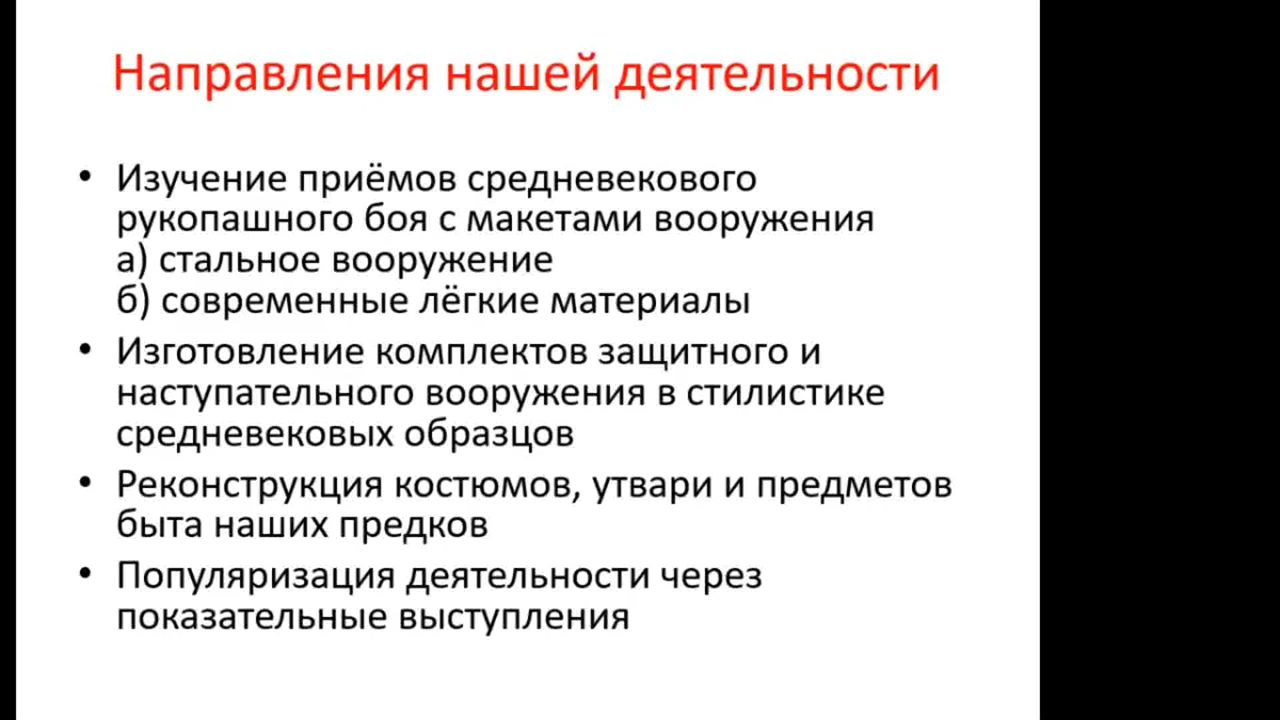 Направления нашей деятельности
• Изучение приёмов средневекового
рукопашного боя с макетами вооружения
а) стальное вооружение
б) современные лёгкие материалы
• Изготовление комплектов защитного и
наступательного вооружения в стилистике
средневековых образцов
• Реконструкция костюмов, утвари и предметов
быта наших предков
• Популяризация деятельности через
показательные выступления